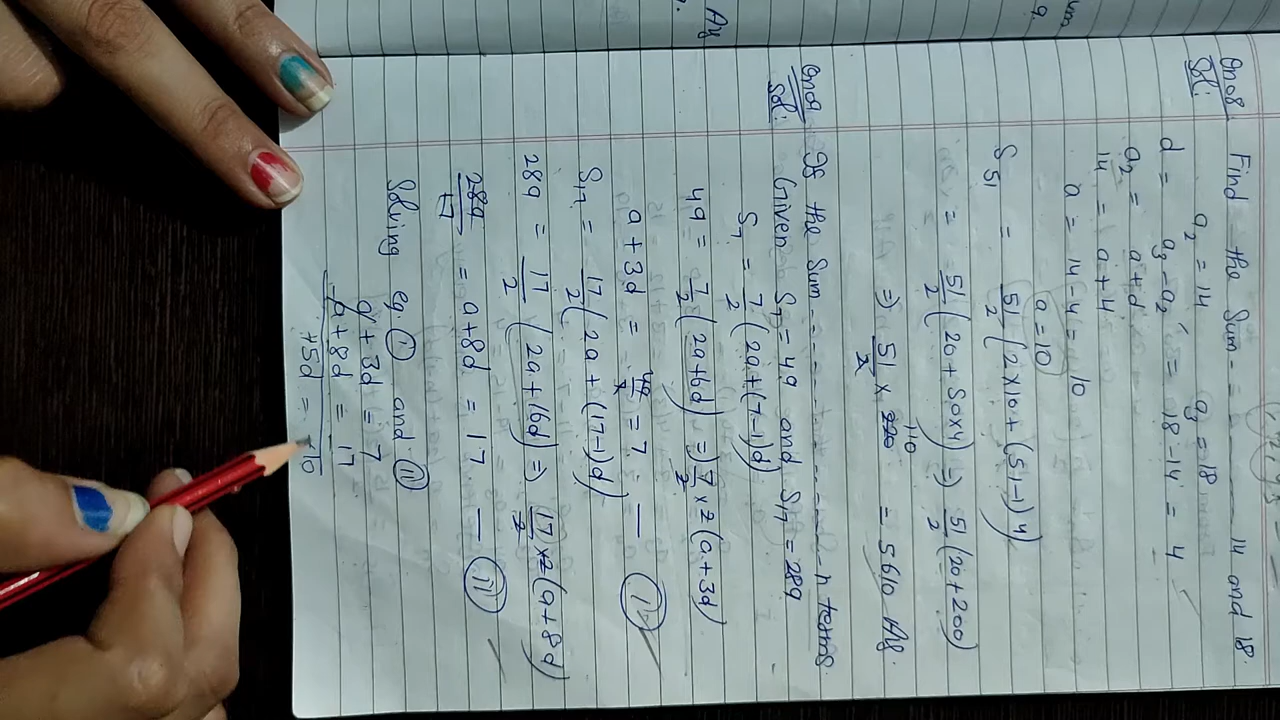 Qno8. Find the Sum - - - - - - 14 and 18.
Sol: a2 = 14 a3 = 18
d = a3 - a2 = 18 - 14 = 4
a2 = a + d
14 = a + 4
a = 14 - 4 = 10
a = 10
S51 = 51/2 (2 × 10 + (51 - 1) 4)
= 51/2 (20 + 50 × 4) ⇒ 51/2 (20 + 200)
⇒ 51/2 × 220 110 = 5610 Ans.
Qno9. If the Sum - - - - - - - - n terms
Sol: Given S7 = 49 and S17 = 289
S7 = 7/2 (2a + (7-1)d)
49 = 7/2 (2a + 6d) ⇒ 7/2 × 2 (a + 3d)
a + 3d = 49/7 = 7 — (i)
S17 = 17/2 (2a + (17-1)d)
289 = 17/2 (2a + 16d) ⇒ 17/2 × 2 (a + 8d)
289/17 = a + 8d = 17 — (ii)
Slving eq. (i) and (ii)
a + 3d = 7
a + 8d = 17
+5d = +10